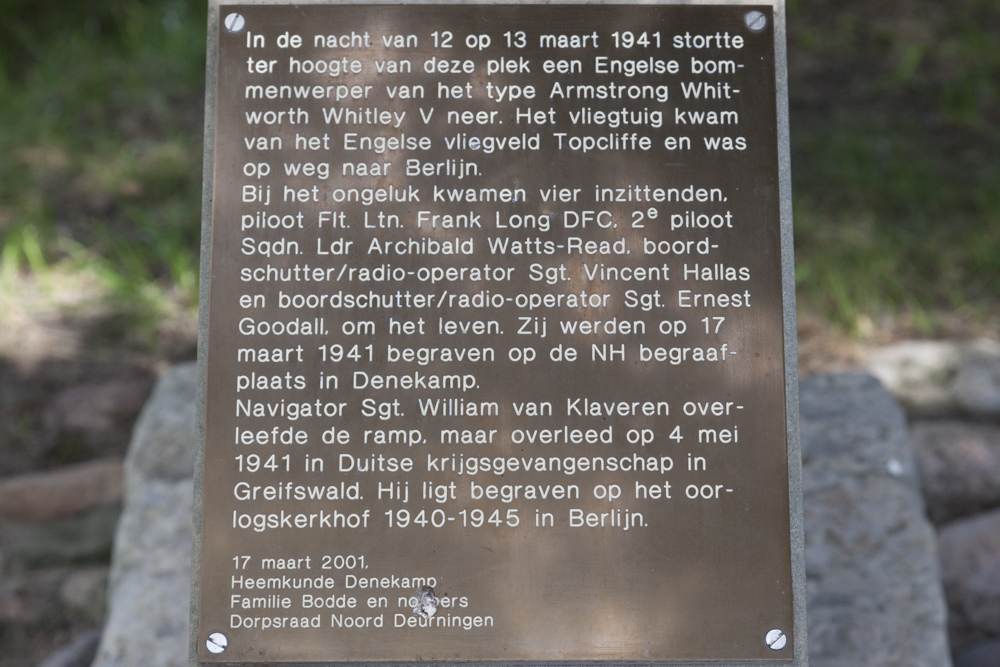 In de nacht van 12 op 13 maart 1941 stortte
ter hoogte van deze plek een Engelse bom-
menwerper van het type Armstrong Whit-
worth Whitley V neer. Het vliegtuig kwam
van het Engelse vliegveld Topcliffe en was
op weg naar Berlijn.
Bij het ongeluk kwamen vier inzittenden,
piloot Flt. Ltn. Frank Long DFC, 2e piloot
Sqdn. Ldr Archibald Watts-Read, boord-
schutter/radio-operator Sgt. Vincent Hallas
en boordschutter/radio-operator Sgt. Ernest
Goodall, om het leven. Zij werden op 17
maart 1941 begraven op de NH begraaf-
plaats in Denekamp.
Navigator Sgt. William van Klaveren over-
leefde de ramp, maar overleed op 4 mei
1941 in Duitse krijgsgevangenschap in
Greifswald. Hij ligt begraven op het oor-
logskerkhof 1940-1945 in Berlijn.
17 maart 2001,
Heemkunde Denekamp
Familie Bodde en
Dorpsraad Noord Deurningen